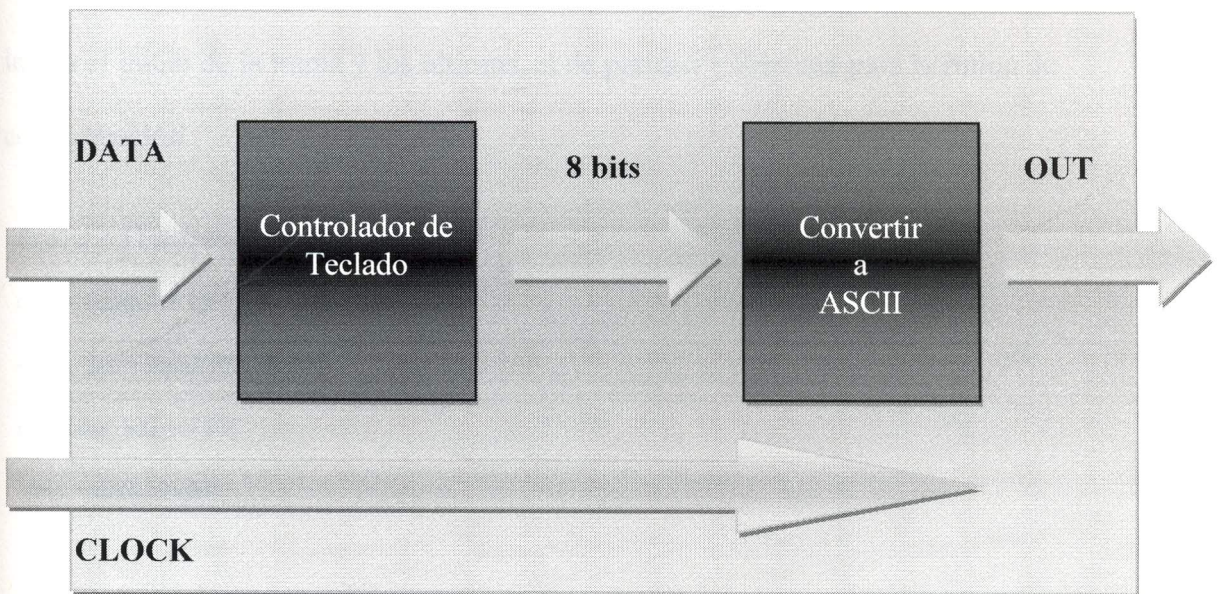 DATA
Controlador de
Teclado
8 bits
Convertir
a
ASCII
OUT
CLOCK